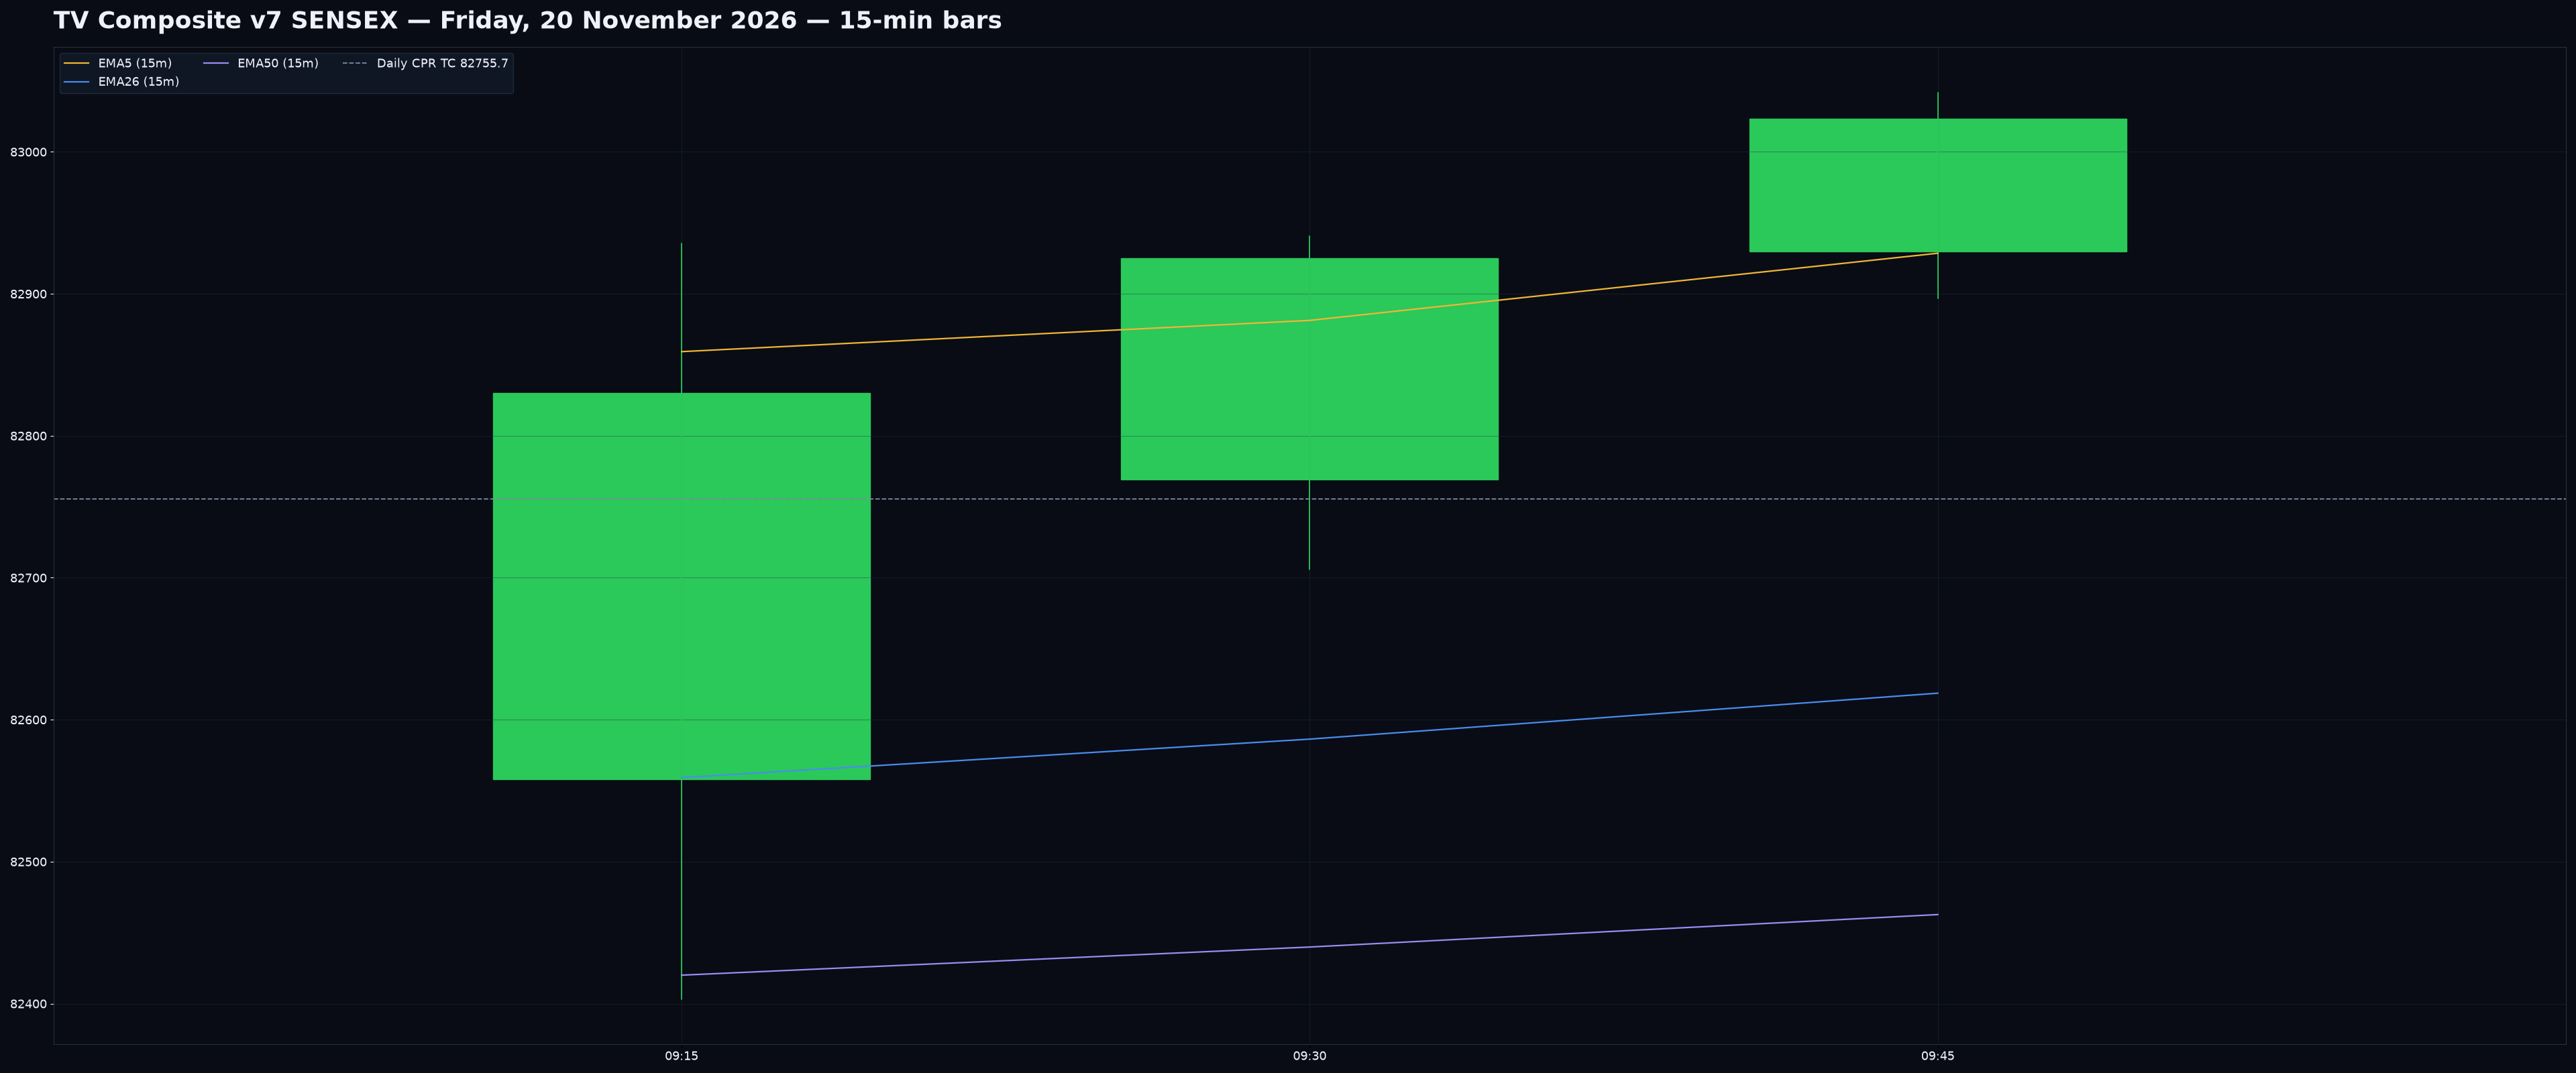 TV Composite v7 SENSEX — Friday, 20 November 2026 — 15-min bars
EMA5 (15m) EMA50 (15m) Daily CPR TC 82755.7
EMA26 (15m)
83000
82900
82800
82700
82600
82500
82400
09:15 09:30 09:45